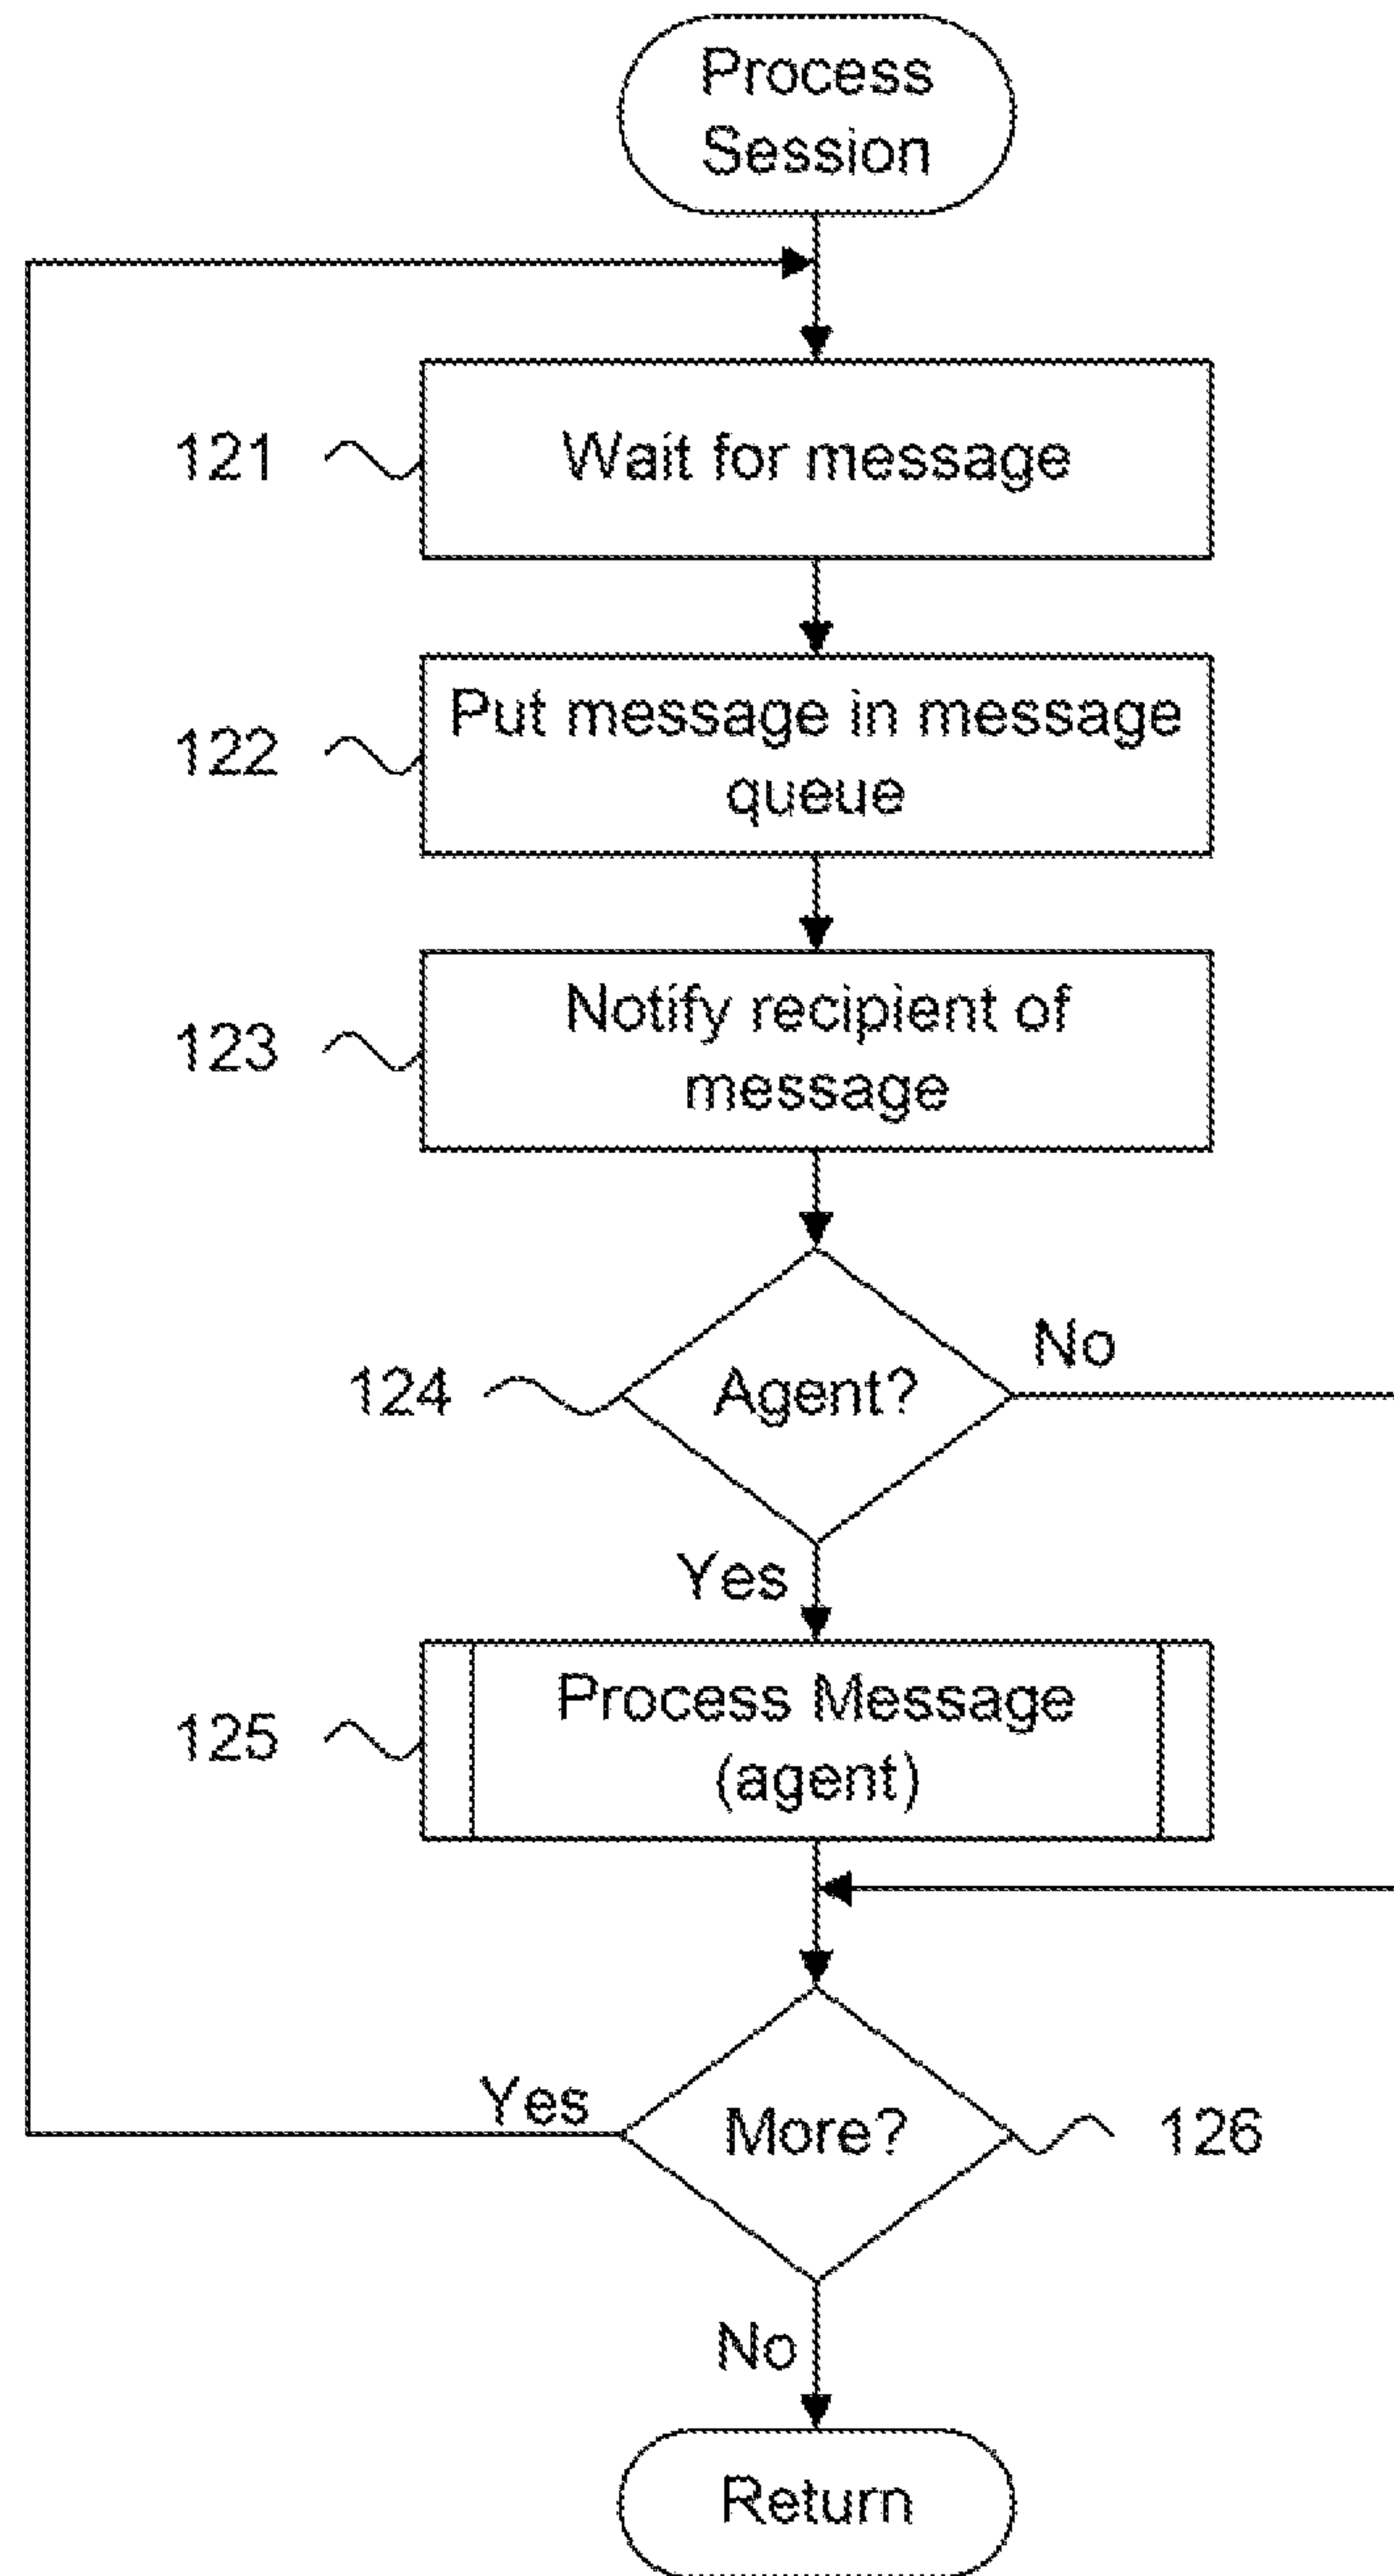 Process
Session
121
Wait for message
122
Put message in message
queue
123
Notify recipient of
message
124
Agent?
No
Yes
125
Process Message
(agent)
Yes
More?
126
No
Return